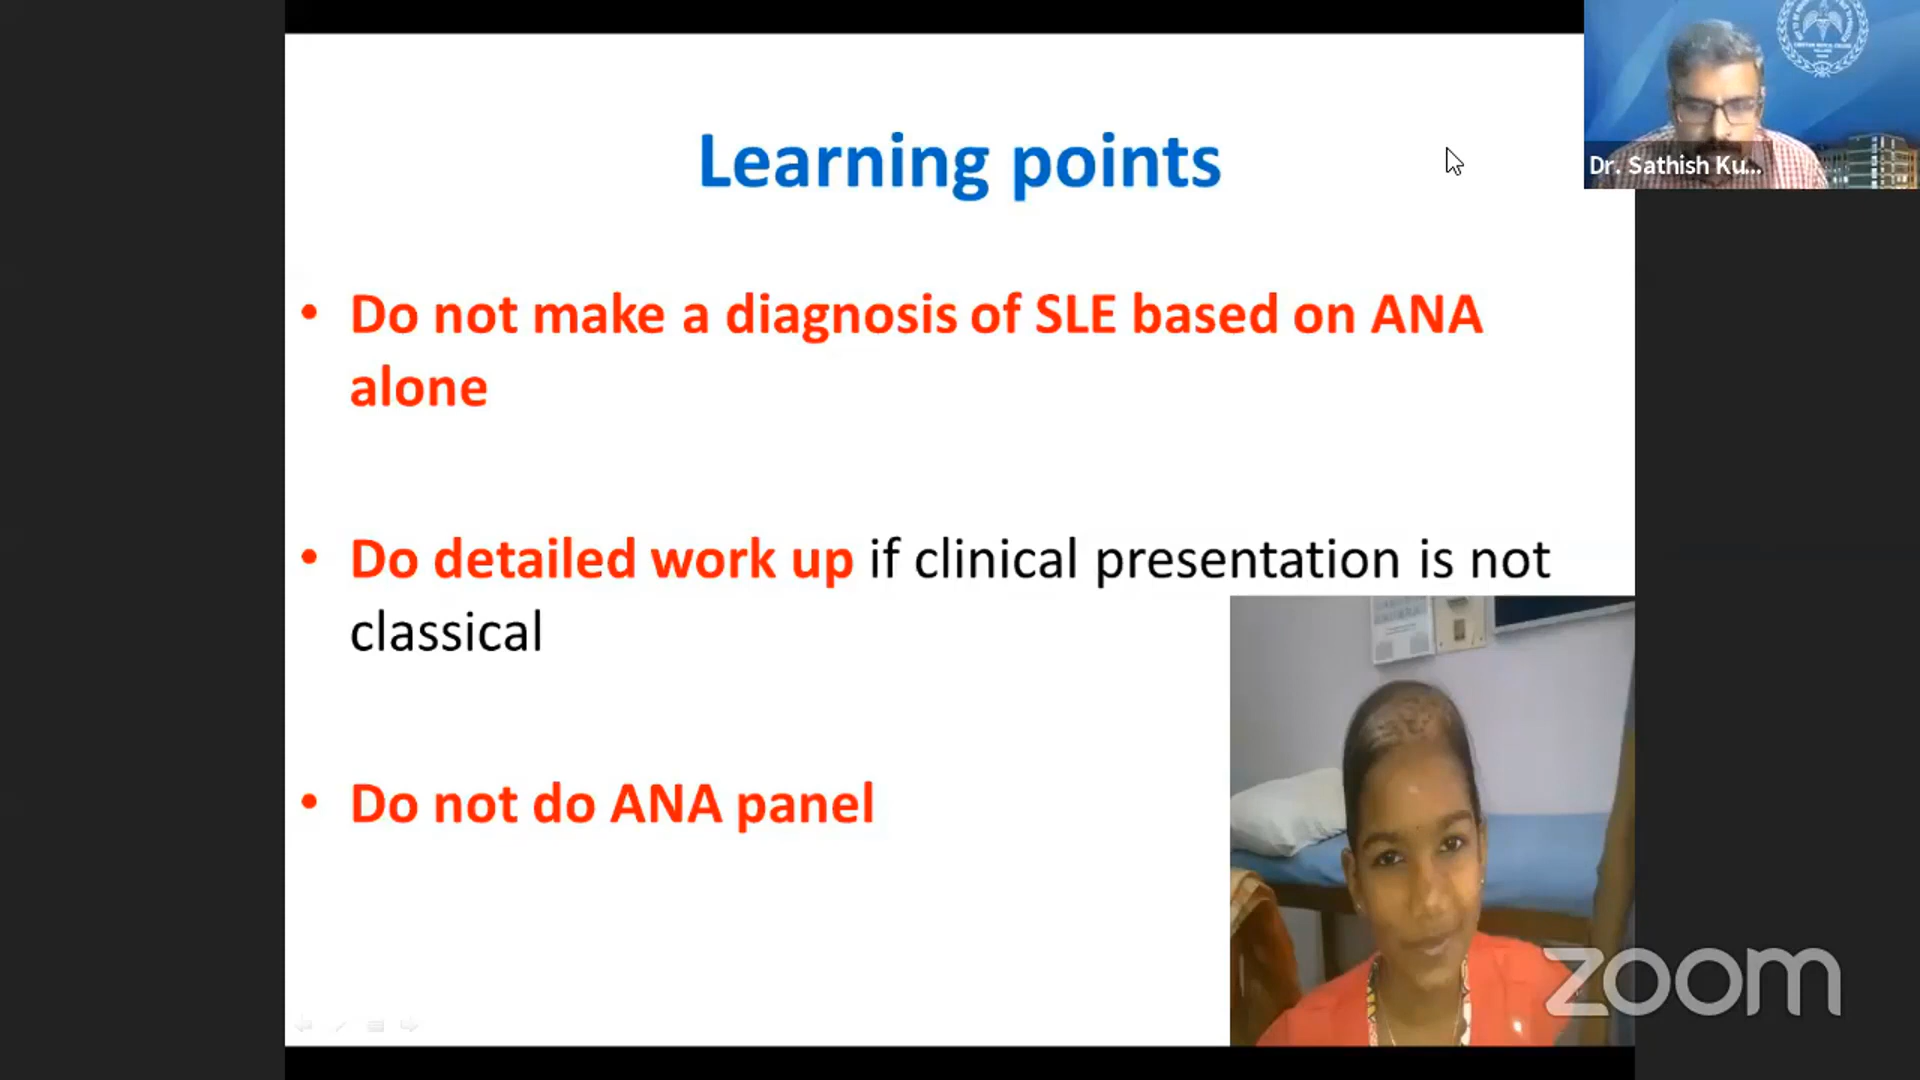 Learning points
Dr. Sathish Ku...
• Do not make a diagnosis of SLE based on ANA
alone
• Do detailed work up if clinical presentation is not
classical
• Do not do ANA panel
zoom